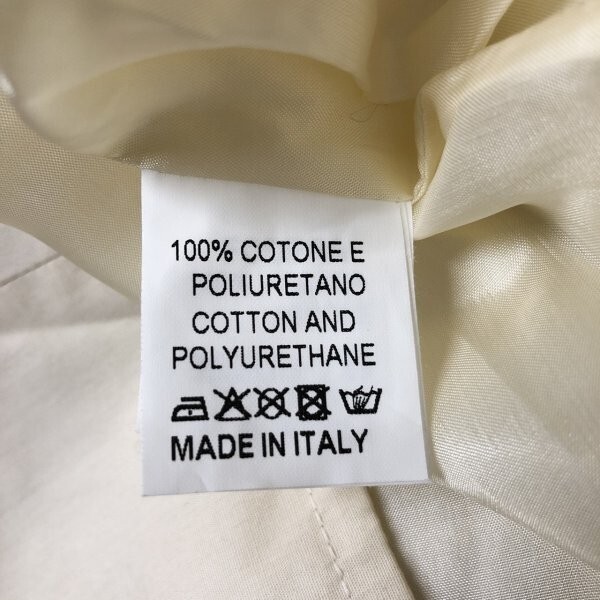 100% COTONE E
POLIURETANO
COTTON AND
POLYURETHANE
MADE IN ITALY